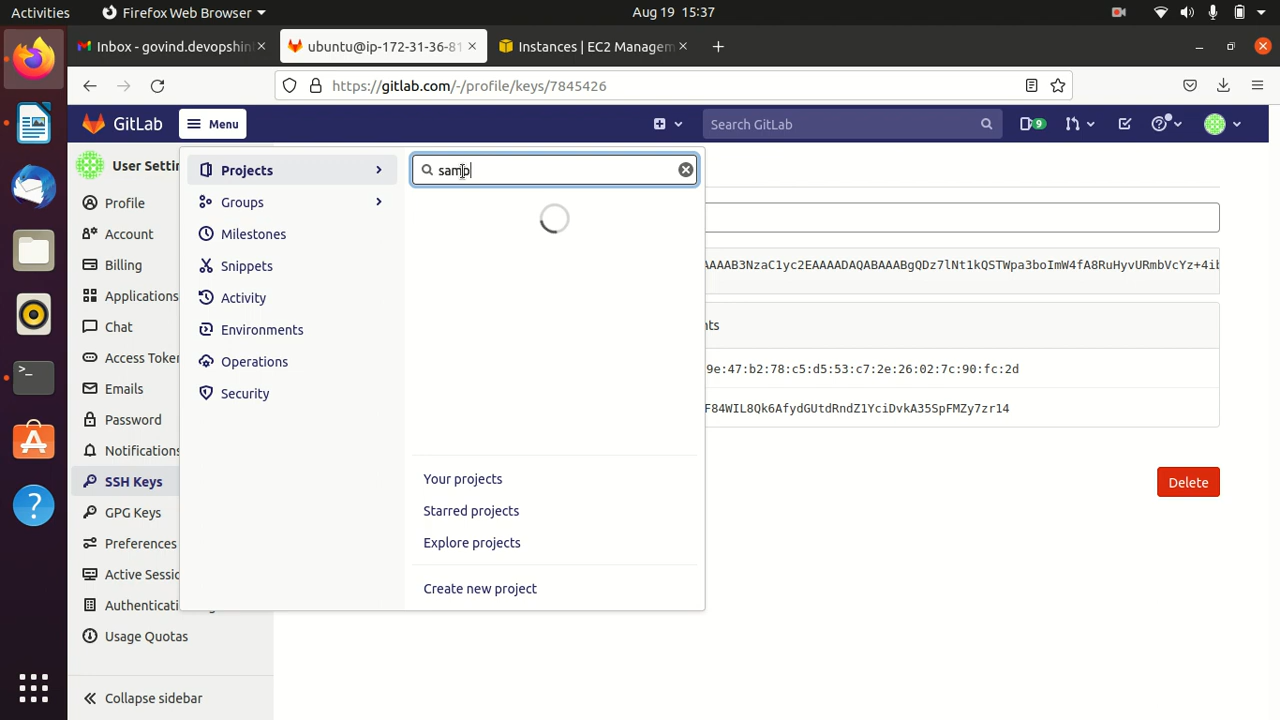 Activities
Firefox Web Browser
Aug 19 15:37
Inbox - govind.devopshin
ubuntu@ip-172-31-36-81
Instances | EC2 Managem
https://gitlab.com/-/profile/keys/7845426
GitLab
Menu
Search GitLab
9
User Settin
Profile
Account
Billing
Applications
Chat
Access Token
Emails
Password
Notifications
SSH Keys
GPG Keys
Preferences
Active Sessio
Authenticati
Usage Quotas
Collapse sidebar
Projects
Groups
Milestones
Snippets
Activity
Environments
Operations
Security
samp
Your projects
Starred projects
Explore projects
Create new project
AAAAB3NzaC1yc2EAAAADAQABAAABgQDz7lNt1kQSTWpa3boImW4fA8RuHyvURmbVcYz+4ib
nts
9e:47:b2:78:c5:d5:53:c7:2e:26:02:7c:90:fc:2d
F84WIL8Qk6AfydGUtdRndZ1YciDvkA35SpFMZy7zr14
Delete